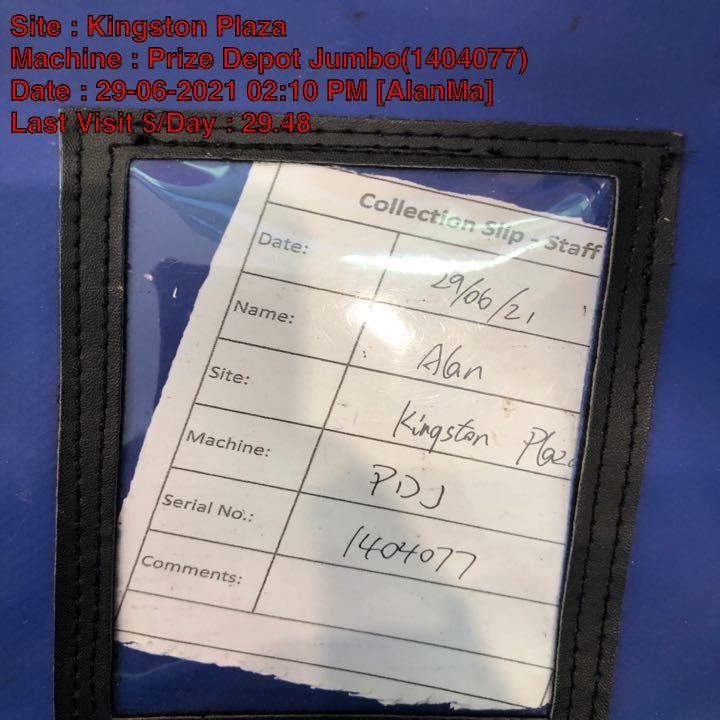 Site : Kingston Plaza
Machine : Prize Depot Jumbo(1404077)
Date : 29-06-2021 02:10 PM [AlanMa]
Last Visit $/Day : 29.48
Collection Slip - Staff
Date: 29/06/21
Name: Alan
Site: Kingston Plaza
Machine: PDJ
Serial No.: 1404077
Comments: